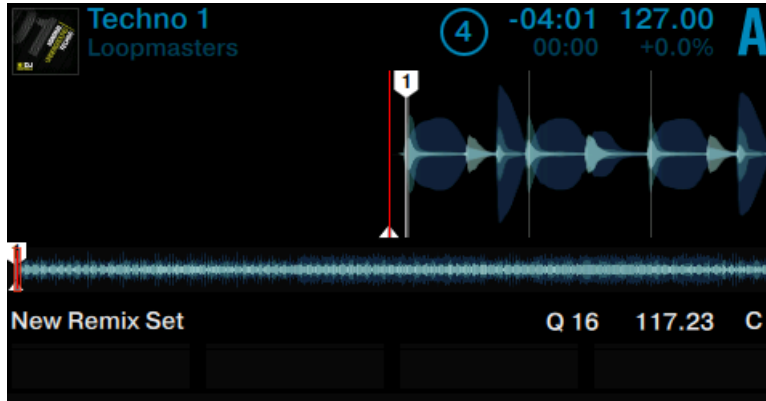 Techno 1
Loopmasters
4
-04:01
00:00
127.00
+0.0%
A
1
1
New Remix Set
Q 16
117.23
C